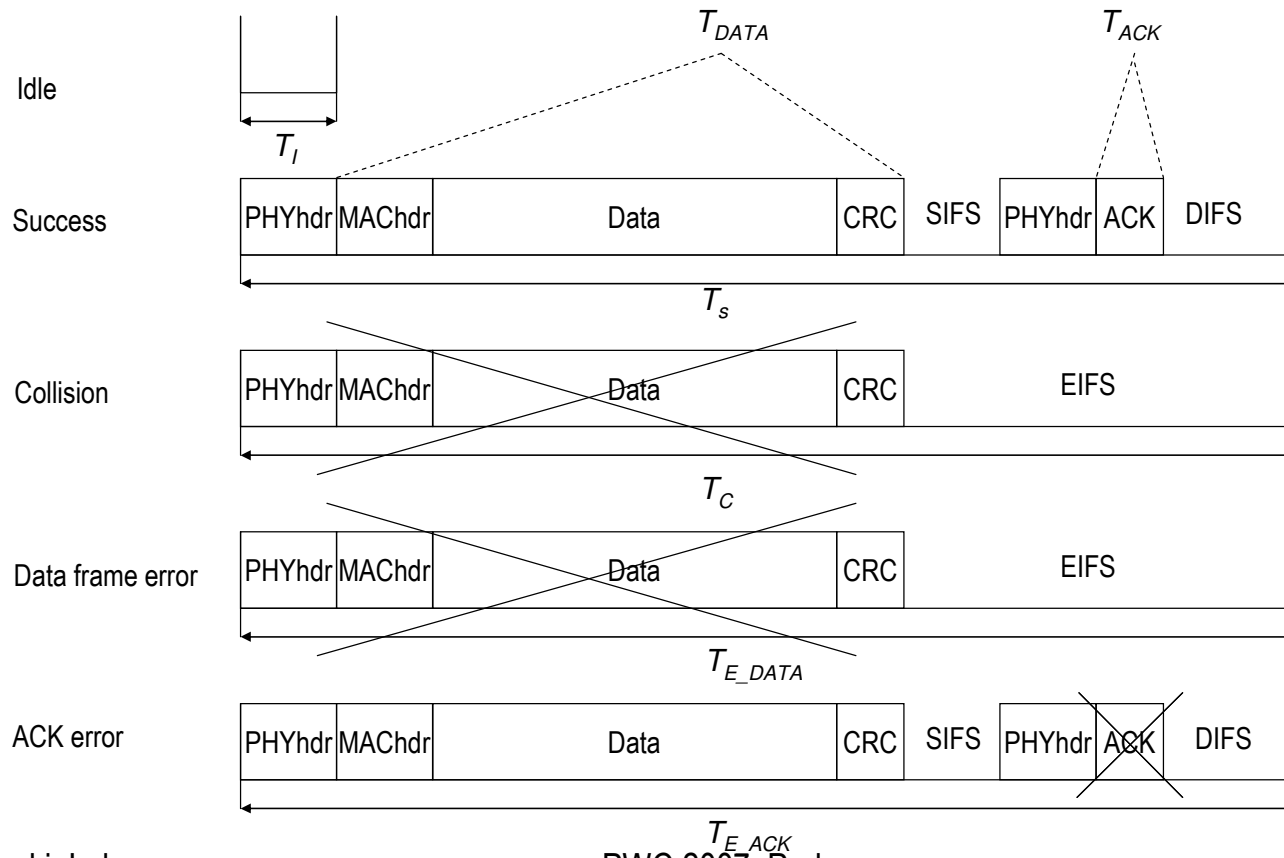 T_DATA T_ACK
Idle
T_I
Success PHYhdr MAChdr Data CRC SIFS PHYhdr ACK DIFS
T_s
Collision PHYhdr MAChdr Data CRC EIFS
T_C
Data frame error PHYhdr MAChdr Data CRC EIFS
T_E_DATA
ACK error PHYhdr MAChdr Data CRC SIFS PHYhdr ACK DIFS
T_E_ACK